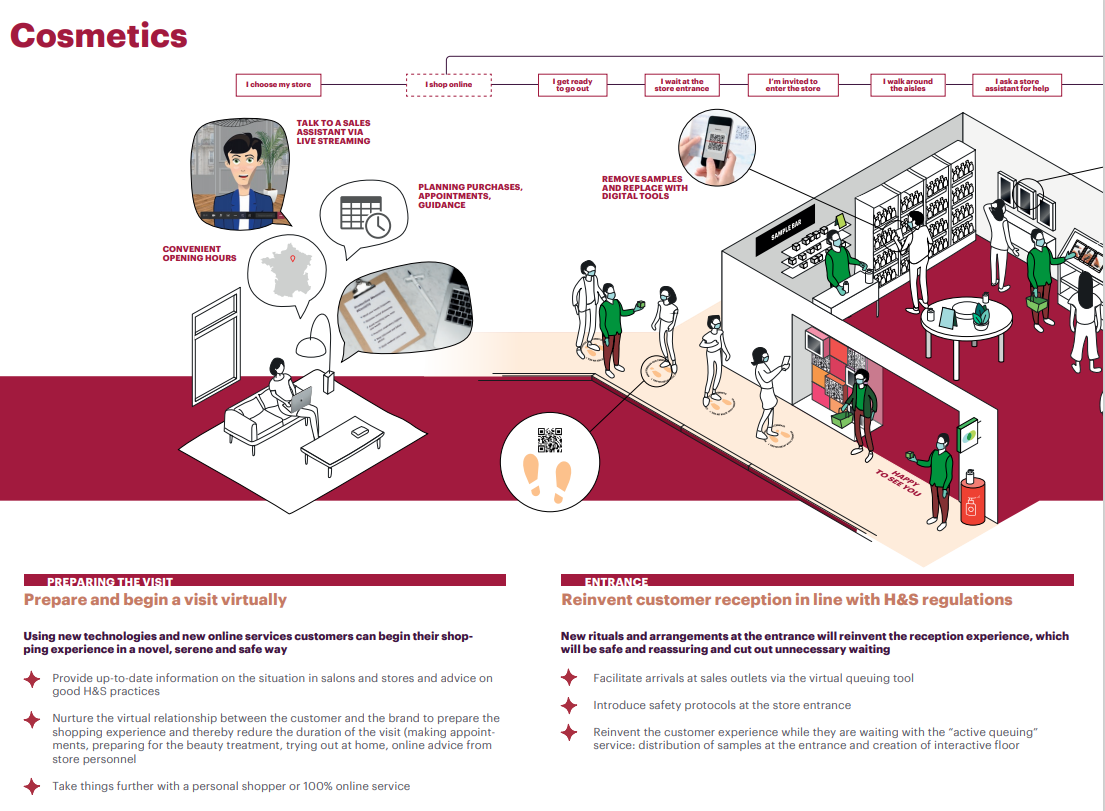 Cosmetics
I choose my store
I shop online
I get ready
to go out
I wait at the
store entrance
I'm invited to
enter the store
I walk around
the aisles
I ask a store
assistant for help
TALK TO A SALES
ASSISTANT VIA
LIVE STREAMING
PLANNING PURCHASES,
APPOINTMENTS,
GUIDANCE
CONVENIENT
OPENING HOURS
REMOVE SAMPLES
AND REPLACE WITH
DIGITAL TOOLS
SAMPLE BAR
HAPPY
TO SEE YOU
PREPARING THE VISIT
Prepare and begin a visit virtually
Using new technologies and new online services customers can begin their shop-
ping experience in a novel, serene and safe way
Provide up-to-date information on the situation in salons and stores and advice on
good H&S practices
Nurture the virtual relationship between the customer and the brand to prepare the
shopping experience and thereby redure the duration of the visit (making appoint-
ments, preparing for the beauty treatment, trying out at home, online advice from
store personnel
Take things further with a personal shopper or 100% online service
ENTRANCE
Reinvent customer reception in line with H&S regulations
New rituals and arrangements at the entrance will reinvent the reception experience, which
will be safe and reassuring and cut out unnecessary waiting
Facilitate arrivals at sales outlets via the virtual queuing tool
Introduce safety protocols at the store entrance
Reinvent the customer experience while they are waiting with the "active queuing"
service: distribution of samples at the entrance and creation of interactive floor